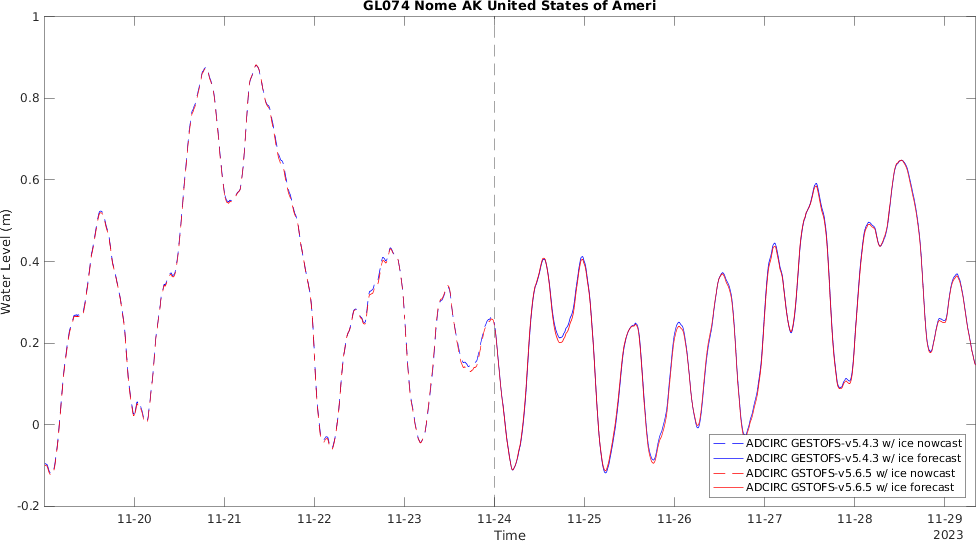 GL074 Nome AK United States of Ameri
1
0.8
0.6
0.4
0.2
0
-0.2
Water Level (m)
11-20
11-21
11-22
11-23
11-24
11-25
11-26
11-27
11-28
11-29
2023
Time
ADCIRC GESTOFS-v5.4.3 w/ ice nowcast
ADCIRC GESTOFS-v5.4.3 w/ ice forecast
ADCIRC GSTOFS-v5.6.5 w/ ice nowcast
ADCIRC GSTOFS-v5.6.5 w/ ice forecast